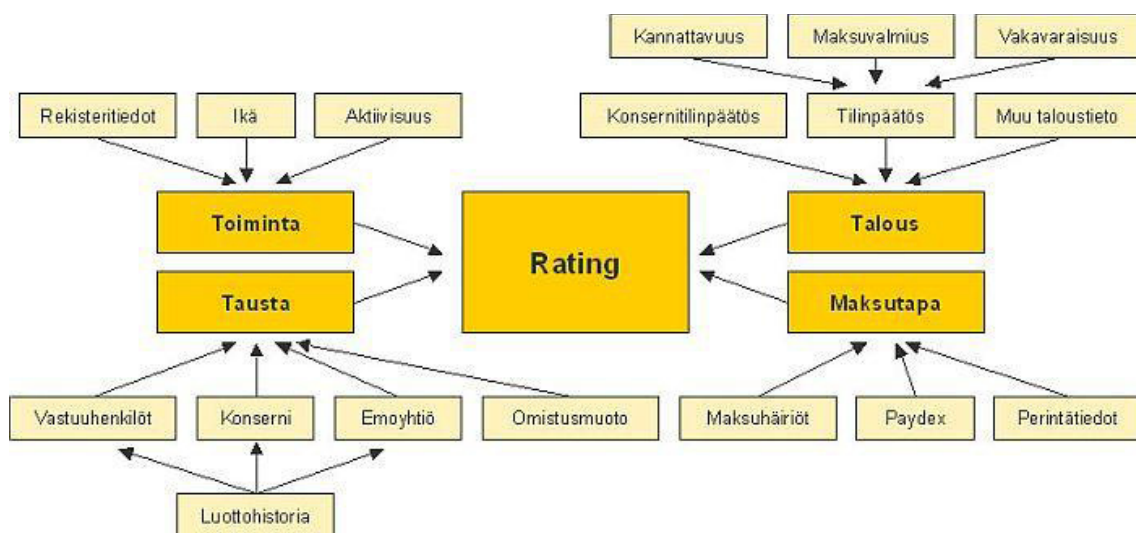 Kannattavuus
Maksuvalmius
Vakavaraisuus
Rekisteritiedot
Ikä
Aktiivisuus
Konsernitilinpäätös
Tilinpäätös
Muu taloustieto
Toiminta
Rating
Talous
Tausta
Maksutapa
Vastuuhenkilöt
Konserni
Emoyhtiö
Omistusmuoto
Maksuhäiriöt
Paydex
Perintätiedot
Luottohistoria